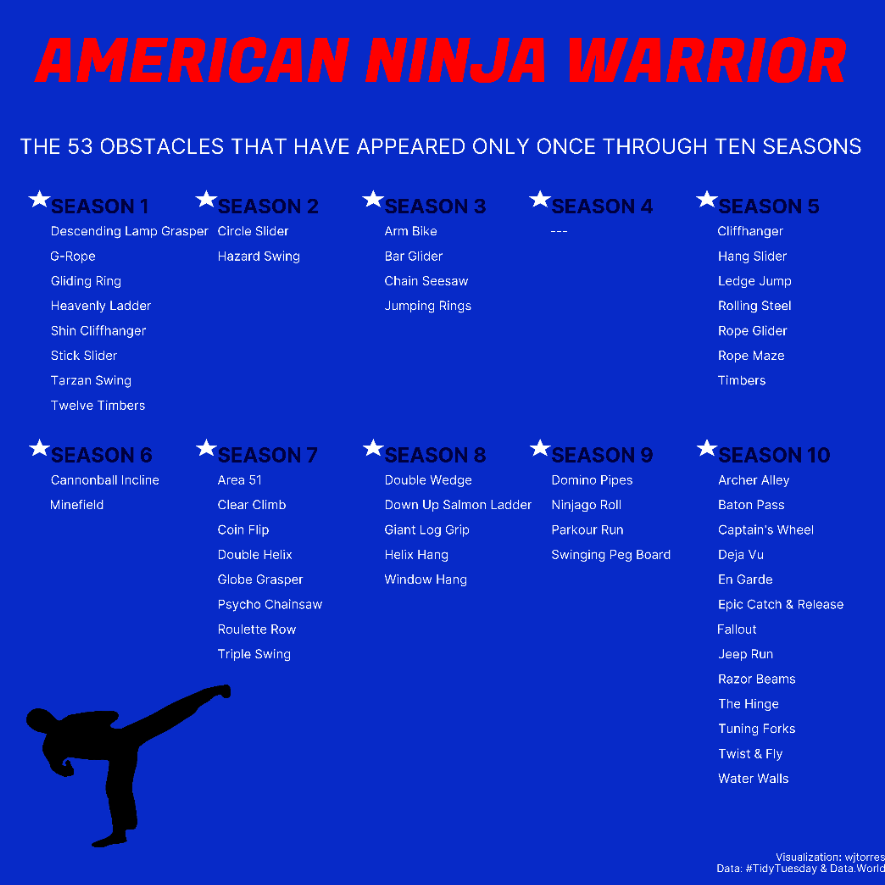 AMERICAN NINJA WARRIOR
THE 53 OBSTACLES THAT HAVE APPEARED ONLY ONCE THROUGH TEN SEASONS
SEASON 1
Descending Lamp Grasper
G-Rope
Gliding Ring
Heavenly Ladder
Shin Cliffhanger
Stick Slider
Tarzan Swing
Twelve Timbers
SEASON 2
Circle Slider
Hazard Swing
SEASON 3
Arm Bike
Bar Glider
Chain Seesaw
Jumping Rings
SEASON 4
---
SEASON 5
Cliffhanger
Hang Slider
Ledge Jump
Rolling Steel
Rope Glider
Rope Maze
Timbers
SEASON 6
Cannonball Incline
Minefield
SEASON 7
Area 51
Clear Climb
Coin Flip
Double Helix
Globe Grasper
Psycho Chainsaw
Roulette Row
Triple Swing
SEASON 8
Double Wedge
Down Up Salmon Ladder
Giant Log Grip
Helix Hang
Window Hang
SEASON 9
Domino Pipes
Ninjago Roll
Parkour Run
Swinging Peg Board
SEASON 10
Archer Alley
Baton Pass
Captain's Wheel
Deja Vu
En Garde
Epic Catch & Release
Fallout
Jeep Run
Razor Beams
The Hinge
Tuning Forks
Twist & Fly
Water Walls
Visualization: wjtorres
Data: #TidyTuesday & Data.World